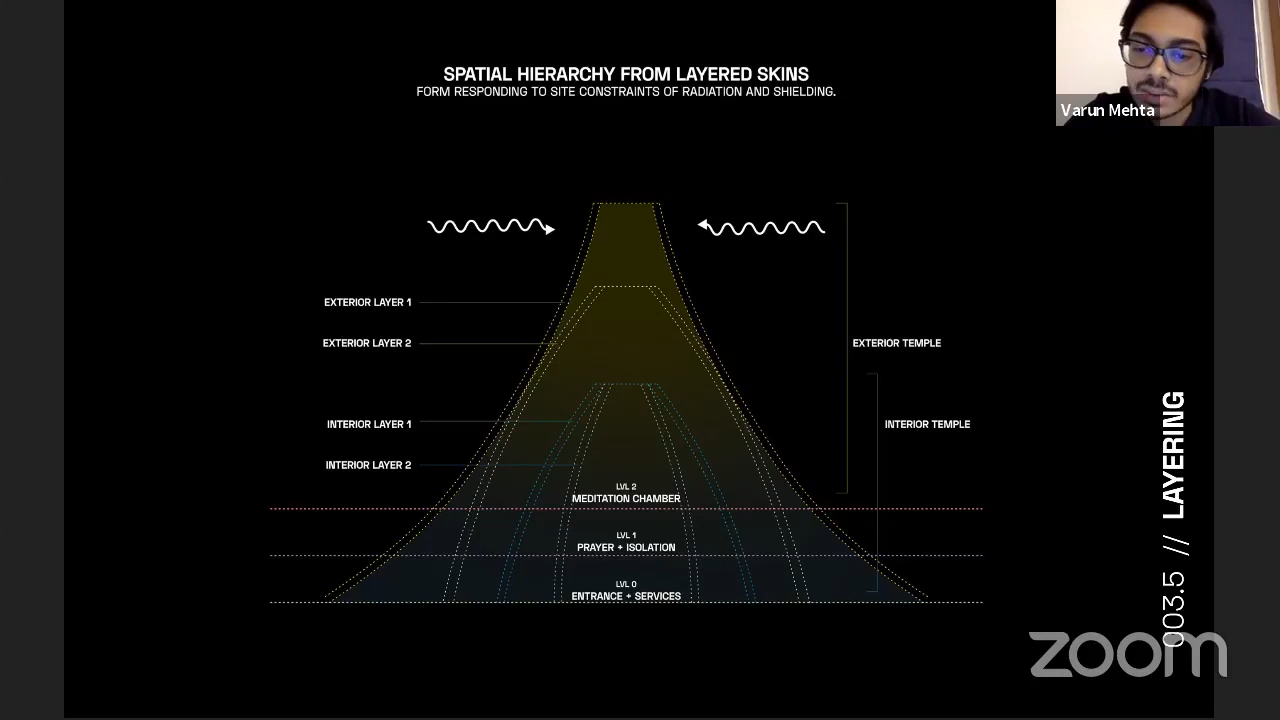 SPATIAL HIERARCHY FROM LAYERED SKINS
FORM RESPONDING TO SITE CONSTRAINTS OF RADIATION AND SHIELDING.
Varun Mehta
EXTERIOR LAYER 1
EXTERIOR LAYER 2
EXTERIOR TEMPLE
INTERIOR LAYER 1
INTERIOR TEMPLE
INTERIOR LAYER 2
LVL 2
MEDITATION CHAMBER
LVL 1
PRAYER + ISOLATION
LVL 0
ENTRANCE + SERVICES
003.5 // LAYERING
zoom